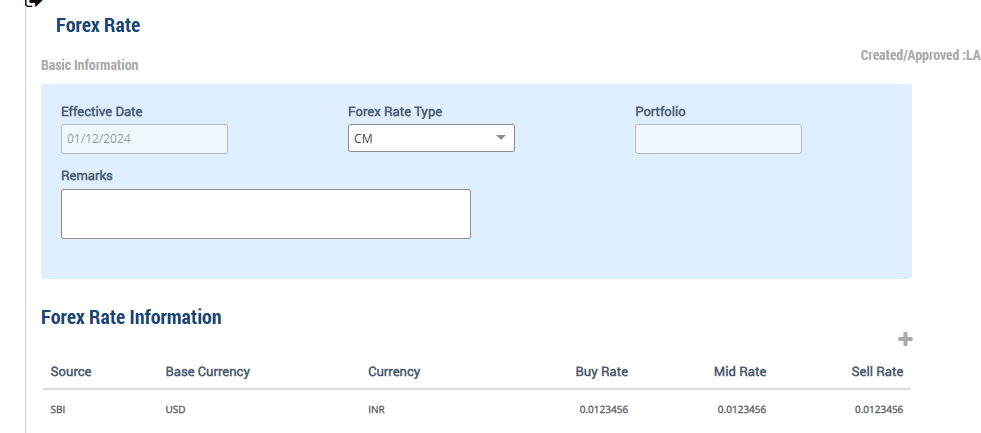 Forex Rate
Created/Approved :LA
Basic Information
Effective Date Forex Rate Type Portfolio
01/12/2024 CM
Remarks
Forex Rate Information
Source Base Currency Currency Buy Rate Mid Rate Sell Rate
SBI USD INR 0.0123456 0.0123456 0.0123456